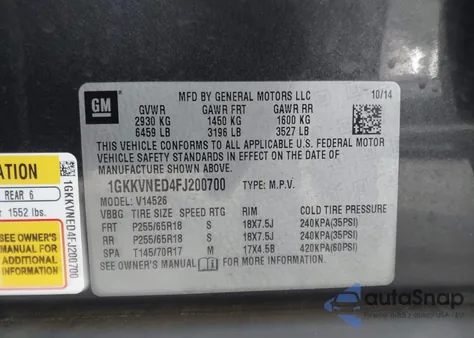 GM
MFD BY GENERAL MOTORS LLC 10/14
GVWR GAWR FRT GAWR RR
2930 KG 1450 KG 1600 KG
6459 LB 3196 LB 3527 LB
THIS VEHICLE CONFORMS TO ALL APPLICABLE U.S. FEDERAL MOTOR
VEHICLE SAFETY STANDARDS IN EFFECT ON THE DATE OF
MANUFACTURE SHOWN ABOVE.
1GKKVNED4FJ200700 TYPE: M.P.V.
MODEL: V14526
VBBG TIRE SIZE SPEED RTG RIM COLD TIRE PRESSURE
FRT P255/65R18 S 18X7.5J 240KPA(35PSI)
RR P255/65R18 S 18X7.5J 240KPA(35PSI)
SPA T145/70R17 M 17X4.5B 420KPA(60PSI)
SEE OWNER'S MANUAL FOR ADDITIONAL INFORMATION.
ATION
REAR 6
r 1552 lbs.
SEE OWNER'S
MANUAL FOR
ADDITIONAL
INFORMATION
1GKKVNED4FJ200700
autoSnap